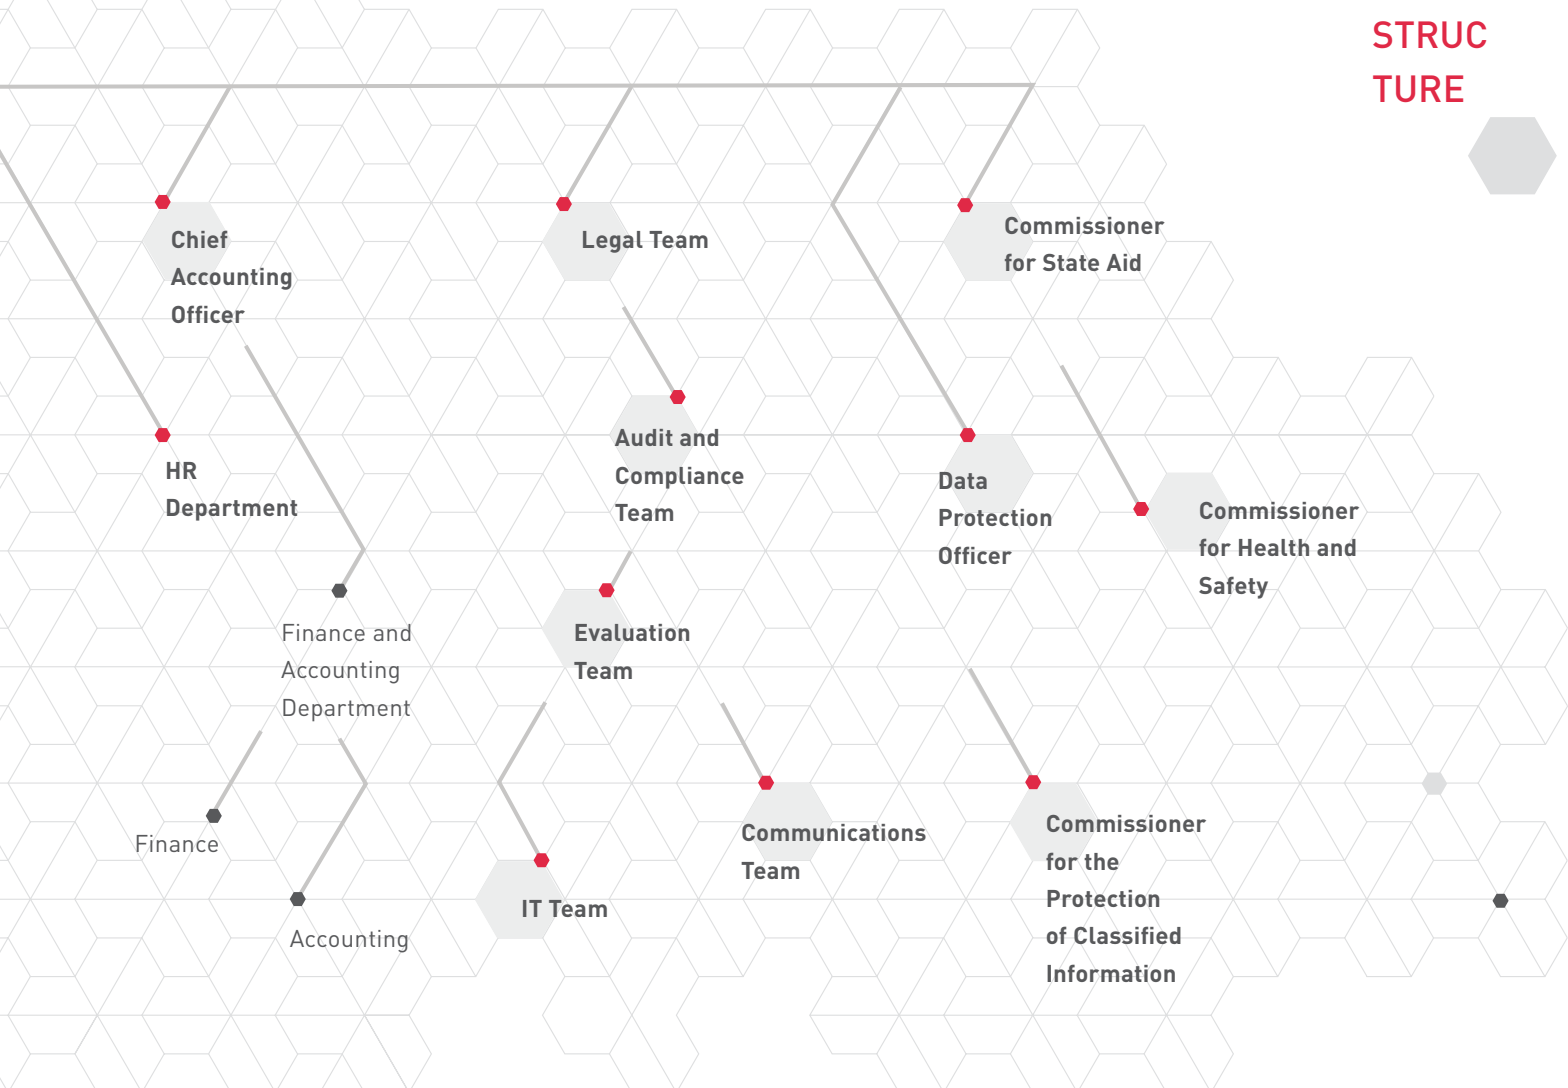 STRUC
TURE
Chief
Accounting
Officer
Legal Team
Commissioner
for State Aid
HR
Department
Audit and
Compliance
Team
Data
Protection
Officer
Commissioner
for Health and
Safety
Finance and
Accounting
Department
Evaluation
Team
Finance
Accounting
IT Team
Communications
Team
Commissioner
for the
Protection
of Classified
Information